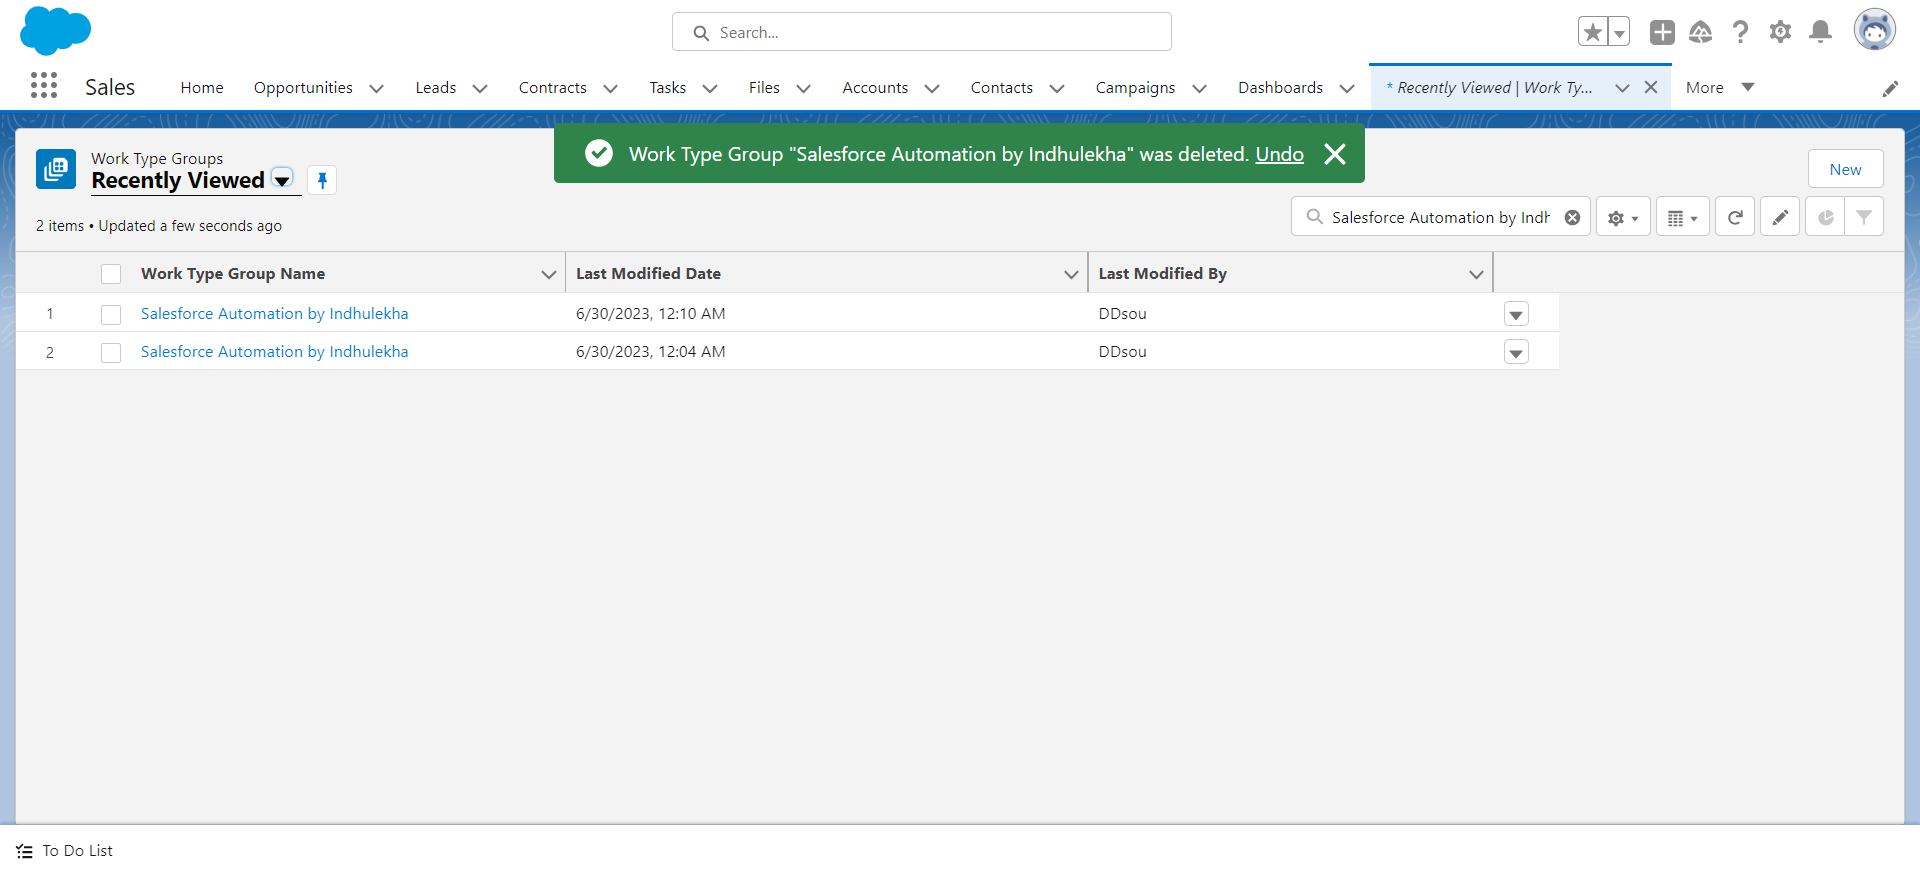 Search...
Sales
Home
Opportunities
Leads
Contracts
Tasks
Files
Accounts
Contacts
Campaigns
Dashboards
* Recently Viewed | Work Ty...
More
Work Type Group "Salesforce Automation by Indhulekha" was deleted. Undo
Work Type Groups
Recently Viewed
New
2 items • Updated a few seconds ago
Salesforce Automation by Indh
Work Type Group Name
Last Modified Date
Last Modified By
1 Salesforce Automation by Indhulekha 6/30/2023, 12:10 AM DDsou
2 Salesforce Automation by Indhulekha 6/30/2023, 12:04 AM DDsou
To Do List